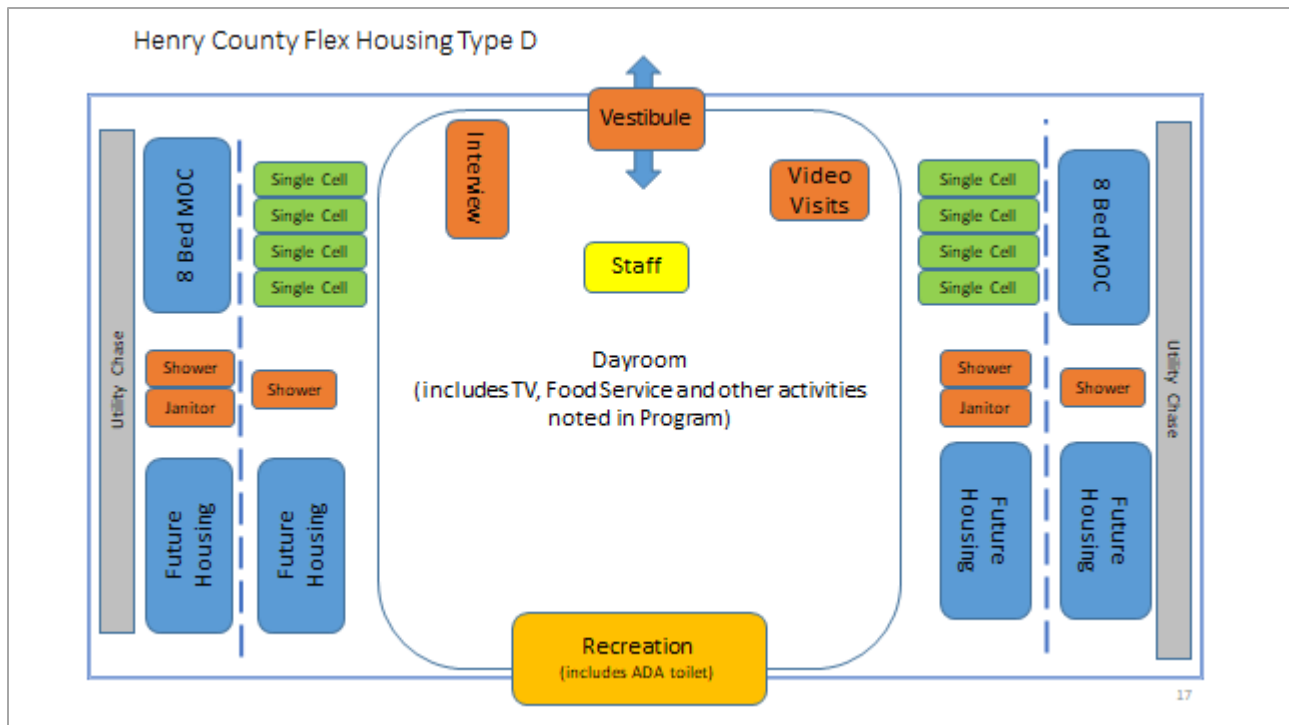 Henry County Flex Housing Type D
Vestibule
Interview
Video
Visits
Staff
Utility Chase
8 Bed MOC
Single Cell
Single Cell
Single Cell
Single Cell
Single Cell
Single Cell
Single Cell
Single Cell
8 Bed MOC
Utility Chase
Shower
Janitor
Shower
Dayroom
(includes TV, Food Service and other activities
noted in Program)
Shower
Janitor
Shower
Future
Housing
Future
Housing
Future
Housing
Future
Housing
Recreation
(includes ADA toilet)
17